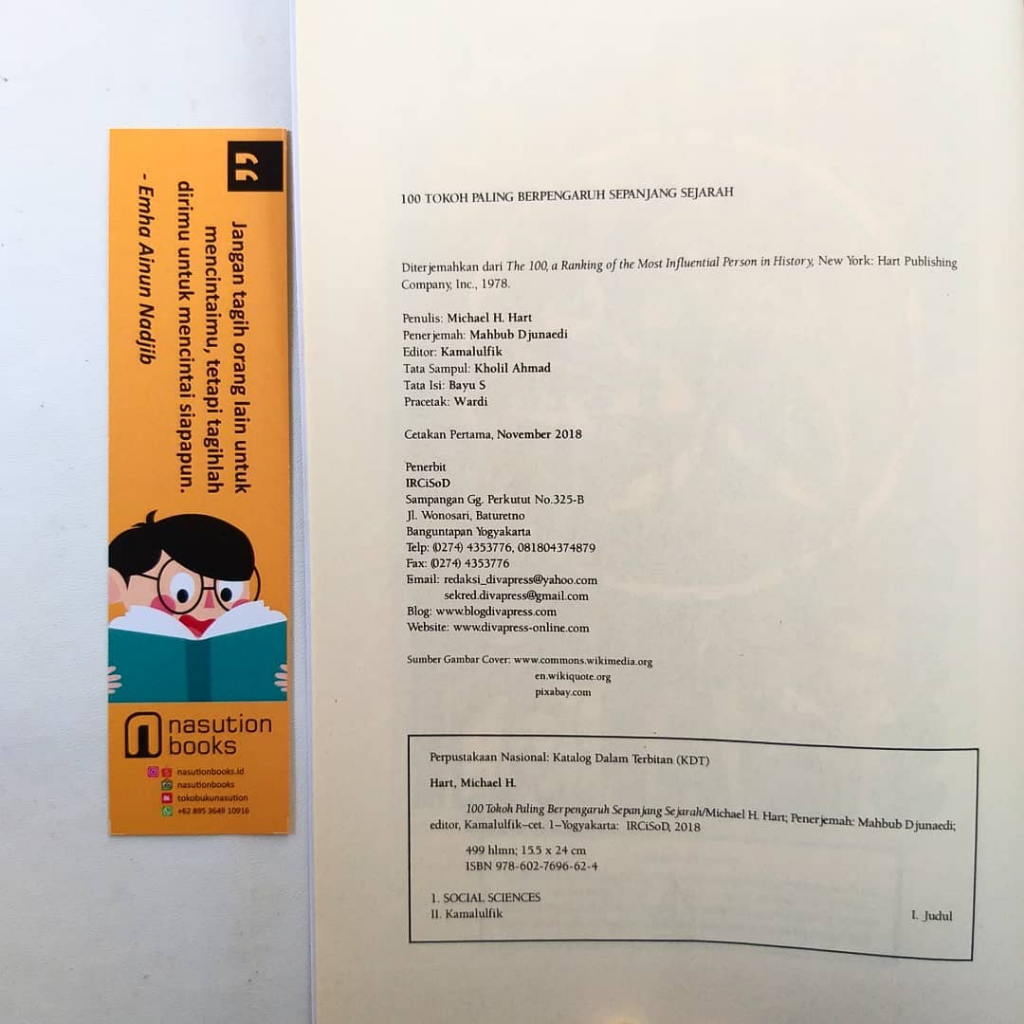 “
Jangan tagih orang lain untuk
mencintaimu, tetapi tagihlah
dirimu untuk mencintai siapapun.
- Emha Ainun Nadjib
nasution
books
nasutionbooks.id
nasutionbooks
tokobukunasution
+62 895 3649 10916
100 TOKOH PALING BERPENGARUH SEPANJANG SEJARAH
Diterjemahkan dari The 100, a Ranking of the Most Influential Person in History, New York: Hart Publishing
Company, Inc., 1978.
Penulis: Michael H. Hart
Penerjemah: Mahbub Djunaedi
Editor: Kamalulfik
Tata Sampul: Kholil Ahmad
Tata Isi: Bayu S
Pracetak: Wardi
Cetakan Pertama, November 2018
Penerbit
IRCiSoD
Sampangan Gg. Perkutut No.325-B
Jl. Wonosari, Baturetno
Banguntapan Yogyakarta
Telp: (0274) 4353776, 081804374879
Fax: (0274) 4353776
Email: redaksi_divapress@yahoo.com
sekred.divapress@gmail.com
Blog: www.blogdivapress.com
Website: www.divapress-online.com
Sumber Gambar Cover: www.commons.wikimedia.org
en.wikiquote.org
pixabay.com
Perpustakaan Nasional: Katalog Dalam Terbitan (KDT)
Hart, Michael H.
100 Tokoh Paling Berpengaruh Sepanjang Sejarah/Michael H. Hart; Penerjemah: Mahbub Djunaedi;
editor, Kamalulfik–cet. 1–Yogyakarta: IRCiSoD, 2018
499 hlmn; 15.5 x 24 cm
ISBN 978-602-7696-62-4
1. SOCIAL SCIENCES
II. Kamalulfik I. Judul